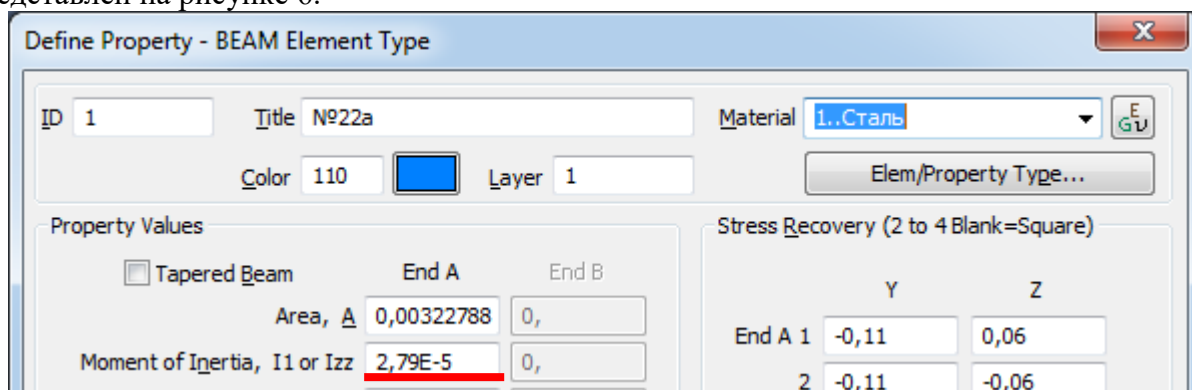 на рисунке 6.
Define Property - BEAM Element Type
ID 1 Title №22a Material 1..Сталь
Color 110 Layer 1 Elem/Property Type...
Property Values Stress Recovery (2 to 4 Blank=Square)
Tapered Beam End A End B Y Z
Area, A 0,00322788 0, End A 1 -0,11 0,06
Moment of Inertia, I1 or Izz 2,79E-5 0, 2 -0,11 -0,06